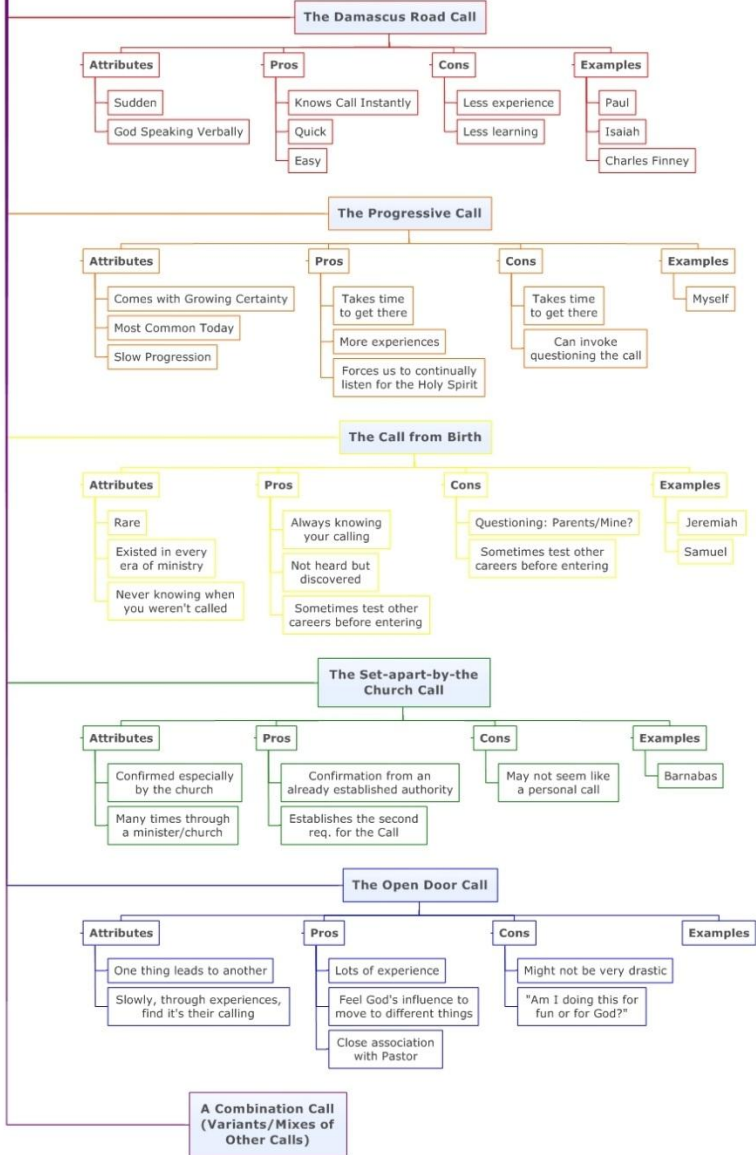 The Damascus Road Call
Attributes
Sudden
God Speaking Verbally
Pros
Knows Call Instantly
Quick
Easy
Cons
Less experience
Less learning
Examples
Paul
Isaiah
Charles Finney
The Progressive Call
Attributes
Comes with Growing Certainty
Most Common Today
Slow Progression
Pros
Takes time
to get there
More experiences
Forces us to continually
listen for the Holy Spirit
Cons
Takes time
to get there
Can invoke
questioning the call
Examples
Myself
The Call from Birth
Attributes
Rare
Existed in every
era of ministry
Never knowing when
you weren't called
Pros
Always knowing
your calling
Not heard but
discovered
Sometimes test other
careers before entering
Cons
Questioning: Parents/Mine?
Sometimes test other
careers before entering
Examples
Jeremiah
Samuel
The Set-apart-by-the
Church Call
Attributes
Confirmed especially
by the church
Many times through
a minister/church
Pros
Confirmation from an
already established authority
Establishes the second
req. for the Call
Cons
May not seem like
a personal call
Examples
Barnabas
The Open Door Call
Attributes
One thing leads to another
Slowly, through experiences,
find it's their calling
Pros
Lots of experience
Feel God's influence to
move to different things
Close association
with Pastor
Cons
Might not be very drastic
"Am I doing this for
fun or for God?"
Examples
A Combination Call
(Variants/Mixes of
Other Calls)